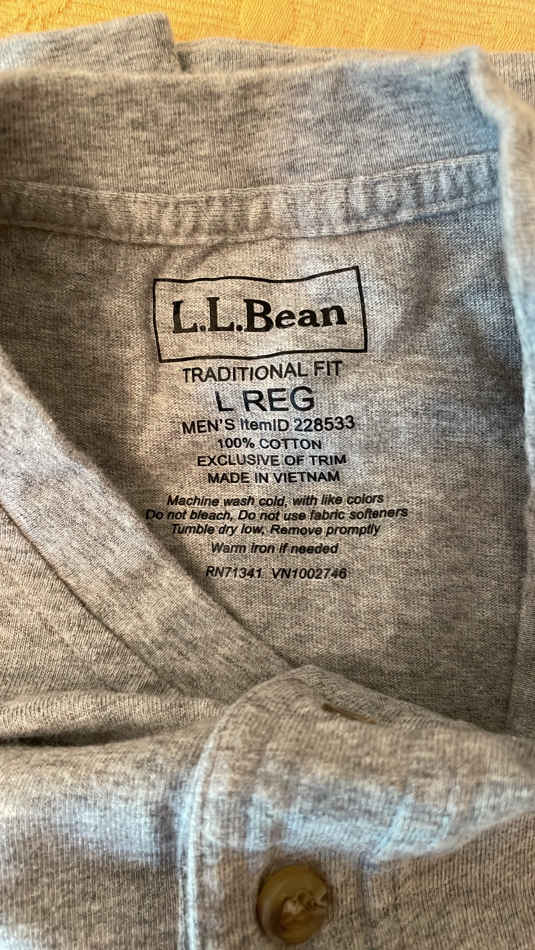 L.L.Bean
TRADITIONAL FIT
L REG
MEN'S ItemID 228533
100% COTTON
EXCLUSIVE OF TRIM
MADE IN VIETNAM
Machine wash cold, with like colors
Do not bleach, Do not use fabric softeners
Tumble dry low, Remove promptly
Warm iron if needed
RN71341 VN1002746